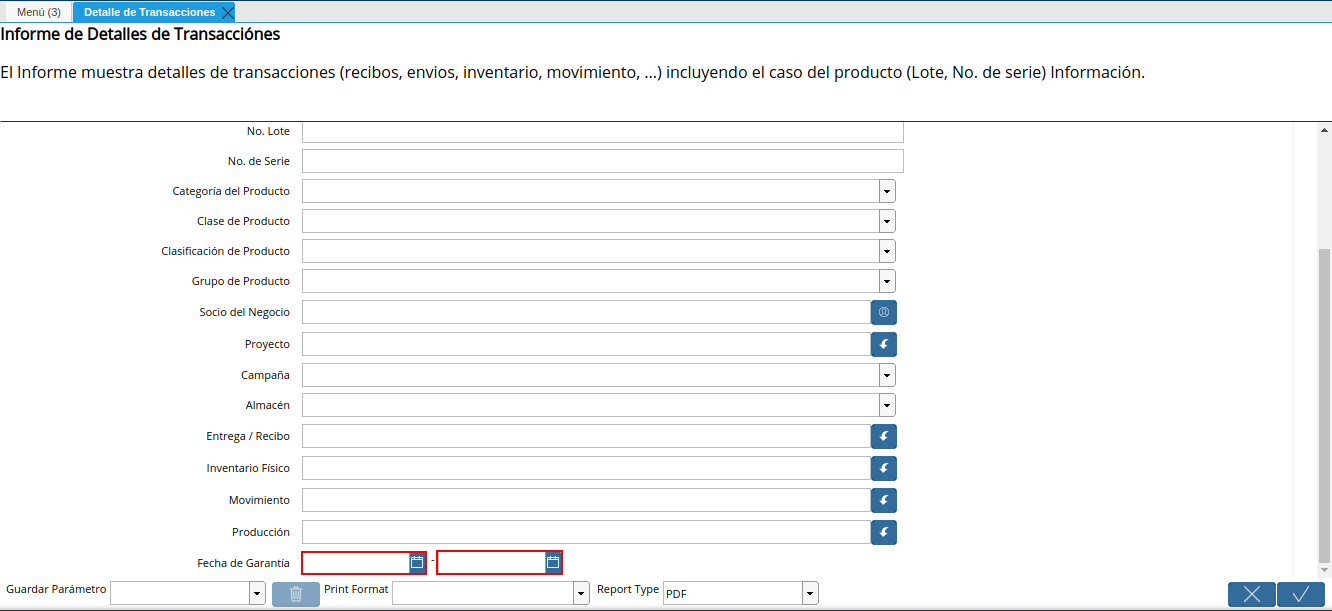 Menú (3)
Detalle de Transacciones
Informe de Detalles de Transacciónes
El Informe muestra detalles de transacciones (recibos, envios, inventario, movimiento, ...) incluyendo el caso del producto (Lote, No. de serie) Información.
No. Lote
No. de Serie
Categoría del Producto
Clase de Producto
Clasificación de Producto
Grupo de Producto
Socio del Negocio
Proyecto
Campaña
Almacén
Entrega / Recibo
Inventario Físico
Movimiento
Producción
Fecha de Garantía -
Guardar Parámetro Print Format Report Type PDF